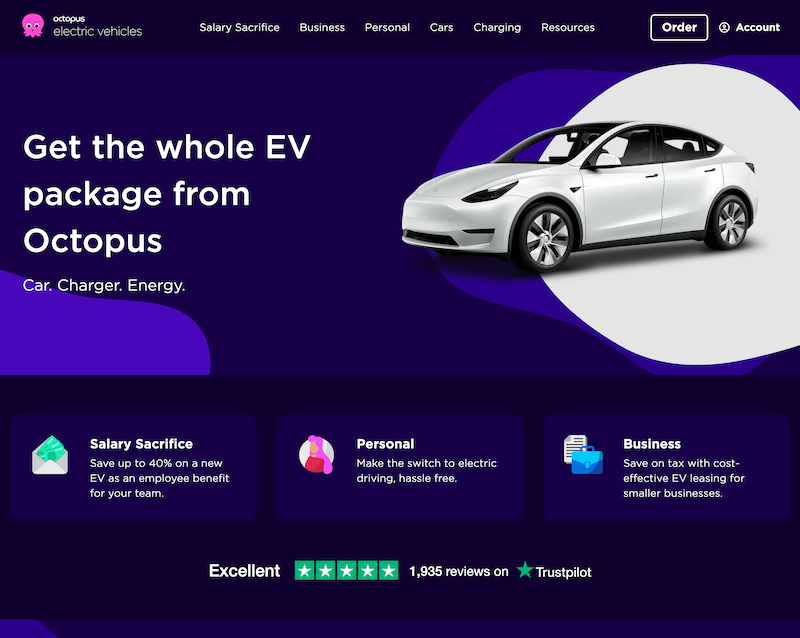 octopus
electric vehicles
Salary Sacrifice Business Personal Cars Charging Resources Order Account
Get the whole EV
package from
Octopus
Car. Charger. Energy.
Salary Sacrifice
Save up to 40% on a new
EV as an employee benefit
for your team.
Personal
Make the switch to electric
driving, hassle free.
Business
Save on tax with cost-
effective EV leasing for
smaller businesses.
Excellent 1,935 reviews on Trustpilot